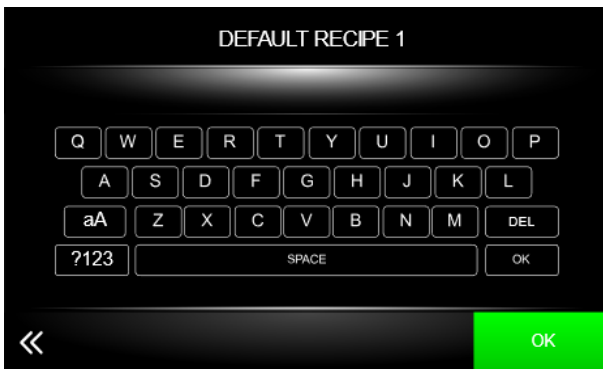 DEFAULT RECIPE 1
Q W E R T Y U I O P
A S D F G H J K L
aA Z X C V B N M DEL
?123 SPACE OK
OK